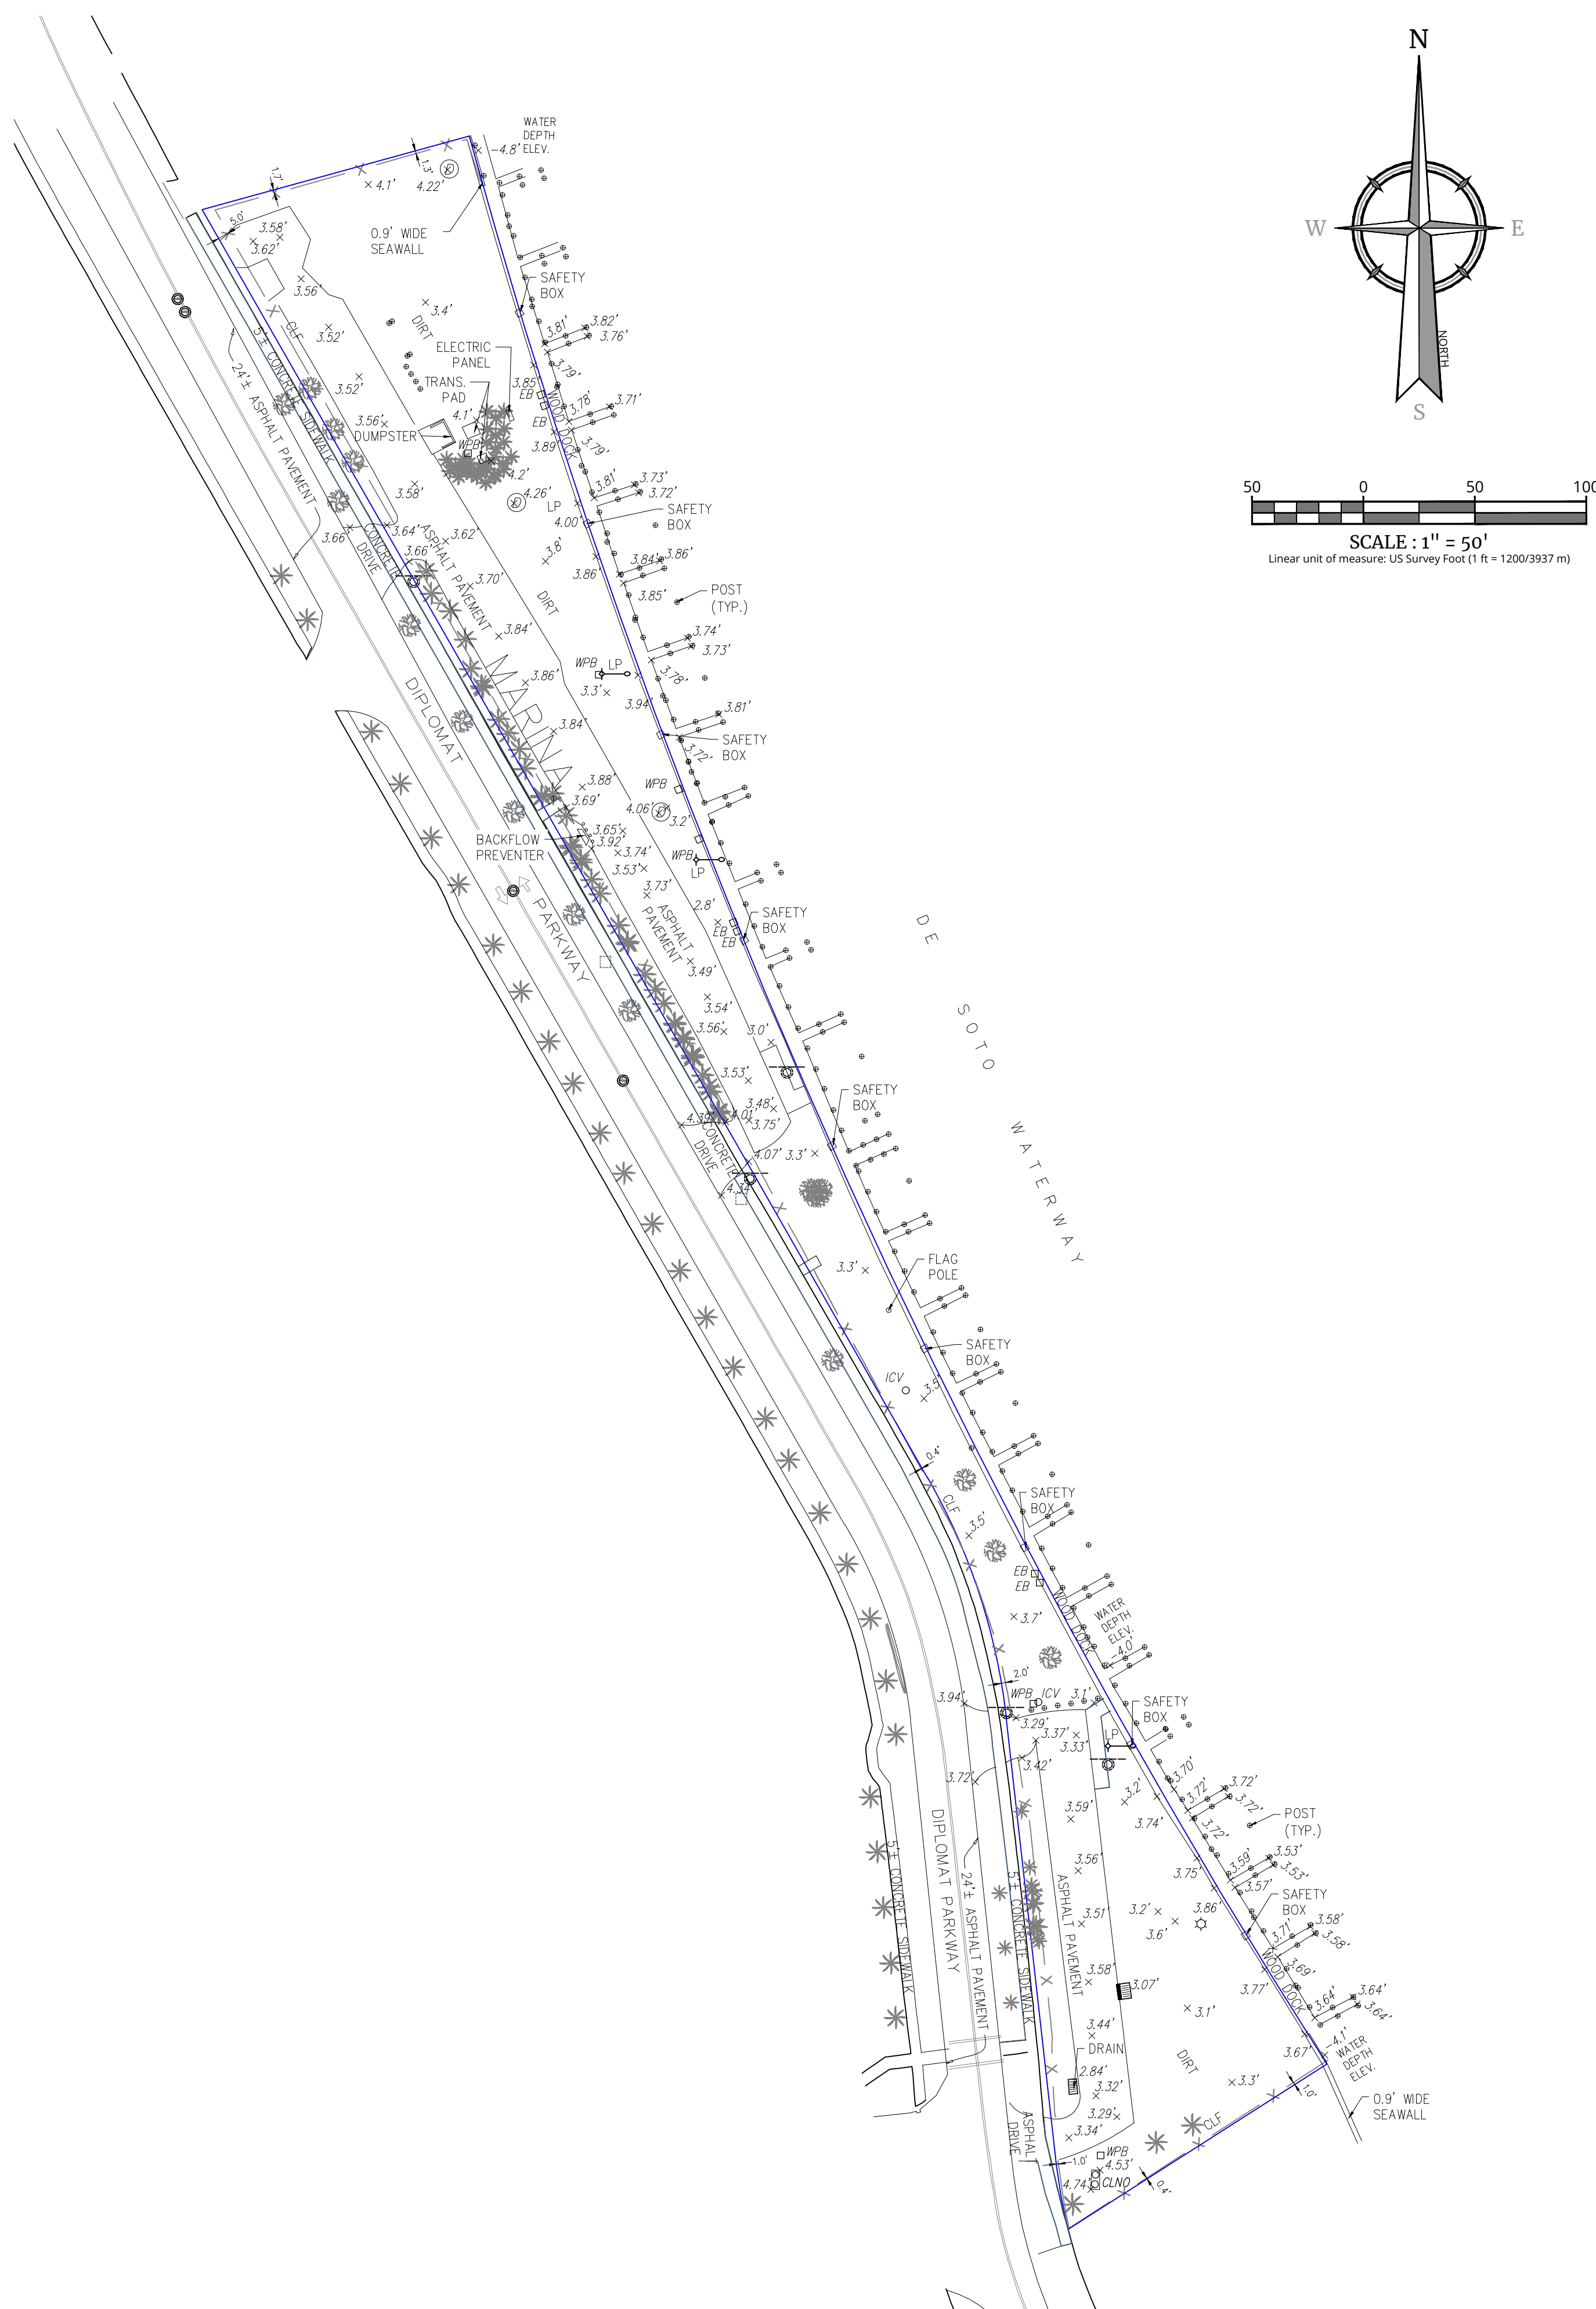 N
W
E
NORTH
S
50
0
50
100
SCALE : 1" = 50'
Linear unit of measure: US Survey Foot (1 ft = 1200/3937 m)
WATER
DEPTH
ELEV.
-4.8'
1.3'
1.7'
4.1'
4.22'
5.0'
3.58'
3.62'
0.9' WIDE
SEAWALL
3.56'
SAFETY
BOX
3.4'
DIRT
CLF
3.52'
3.81'
3.82'
3.76'
ELECTRIC
PANEL
3.79'
TRANS.
PAD
3.52'
3.85'
EB
WOOD DOCK
3.78'
3.71'
4.1'
3.56'
DUMPSTER
EB
WPB
3.89'
3.79'
5'± CONCRETE SIDEWALK
24'± ASPHALT PAVEMENT
4.2'
3.81'
3.73'
3.72'
3.58'
4.26'
LP
4.00'
SAFETY
BOX
3.66'
3.64'
3.62'
CONCRETE
DRIVE
ASPHALT PAVEMENT
3.66'
3.8'
3.86'
3.84'
3.86'
3.70'
DIRT
3.85'
POST
(TYP.)
3.84'
3.74'
3.73'
WPB
LP
3.86'
3.3'
3.78'
3.94'
DIPLOMAT
MARINA
3.81'
3.84'
3.72'
SAFETY
BOX
3.88'
WPB
3.69'
4.06'
3.2'
3.65'
BACKFLOW
PREVENTER
3.92'
3.74'
3.53'
WPB
LP
3.73'
PARKWAY
2.8'
ASPHALT
PAVEMENT
SAFETY
BOX
EB
EB
DE SOTO WATERWAY
3.49'
3.54'
3.56'
3.0'
3.53'
3.48'
SAFETY
BOX
4.39'
4.01'
3.75'
CONCRETE
DRIVE
4.07'
3.3'
4.34'
3.3'
FLAG
POLE
SAFETY
BOX
ICV
3.5'
0.4'
SAFETY
BOX
CLF
3.5'
EB
EB
WOOD DOCK
3.7'
WATER
DEPTH
ELEV.
-4.0'
2.0'
3.94'
WPB
ICV
3.1'
SAFETY
BOX
3.29'
3.37'
3.33'
LP
3.42'
3.72'
3.70'
3.2'
3.72'
3.72'
3.72'
3.59'
3.74'
3.72'
POST
(TYP.)
DIPLOMAT PARKWAY
24'± ASPHALT PAVEMENT
5'± CONCRETE SIDEWALK
5'± CONCRETE SIDEWALK
ASPHALT PAVEMENT
3.56'
3.75'
3.59'
3.53'
3.53'
3.57'
SAFETY
BOX
3.51'
3.2'
3.86'
3.6'
3.71'
3.58'
3.58'
3.58'
3.07'
3.69'
3.77'
WOOD DOCK
3.1'
3.64'
3.64'
3.64'
3.44'
DRAIN
DIRT
3.67'
-4.1'
WATER
DEPTH
ELEV.
2.84'
3.32'
3.3'
1.0'
0.9' WIDE
SEAWALL
3.29'
CLF
ASPHALT
DRIVE
3.34'
1.0'
WPB
4.53'
4.74'
CLNO
0.4'